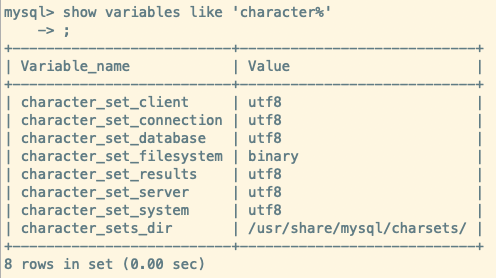 mysql> show variables like 'character%'
    -> ;
+--------------------------+----------------------------+
| Variable_name            | Value                      |
+--------------------------+----------------------------+
| character_set_client     | utf8                       |
| character_set_connection | utf8                       |
| character_set_database   | utf8                       |
| character_set_filesystem | binary                     |
| character_set_results    | utf8                       |
| character_set_server     | utf8                       |
| character_set_system     | utf8                       |
| character_sets_dir       | /usr/share/mysql/charsets/ |
+--------------------------+----------------------------+
8 rows in set (0.00 sec)